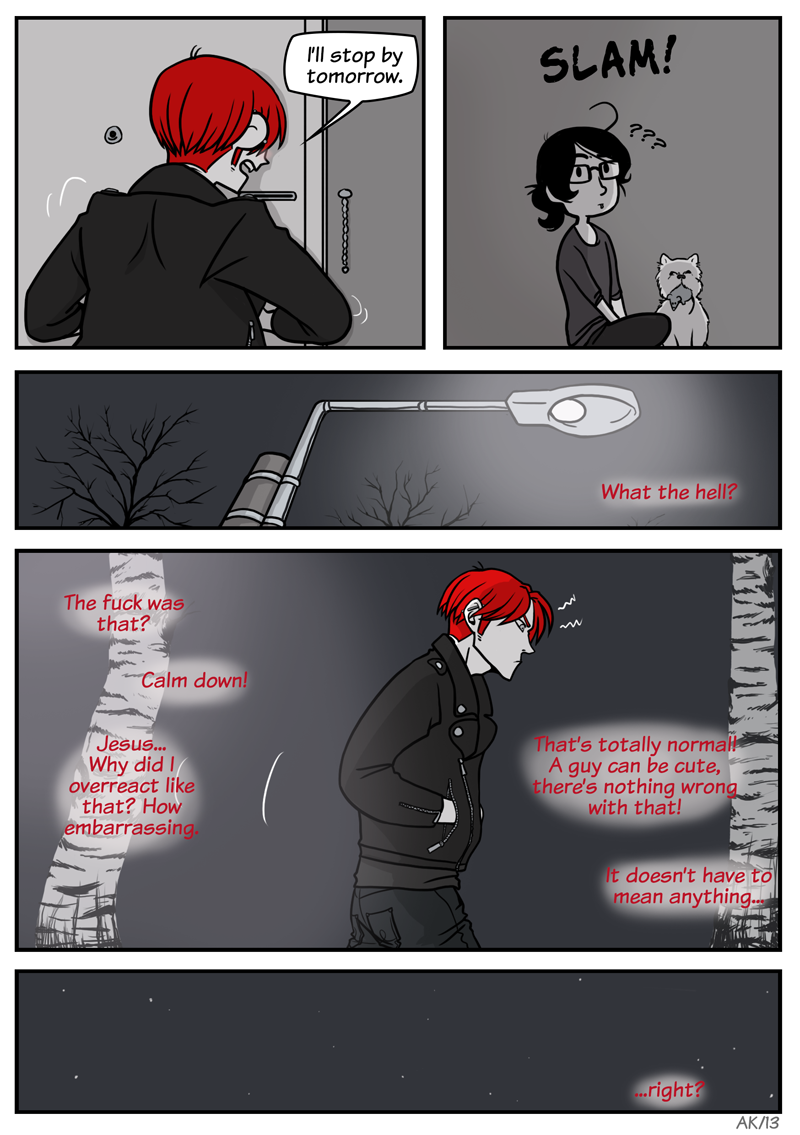 I'll stop by
tomorrow.
SLAM!
???
What the hell?
The fuck was
that?
Calm down!
Jesus...
Why did I
overreact like
that? How
embarrassing.
That's totally normal!
A guy can be cute,
there's nothing wrong
with that!
It doesn't have to
mean anything...
...right?
AK/13